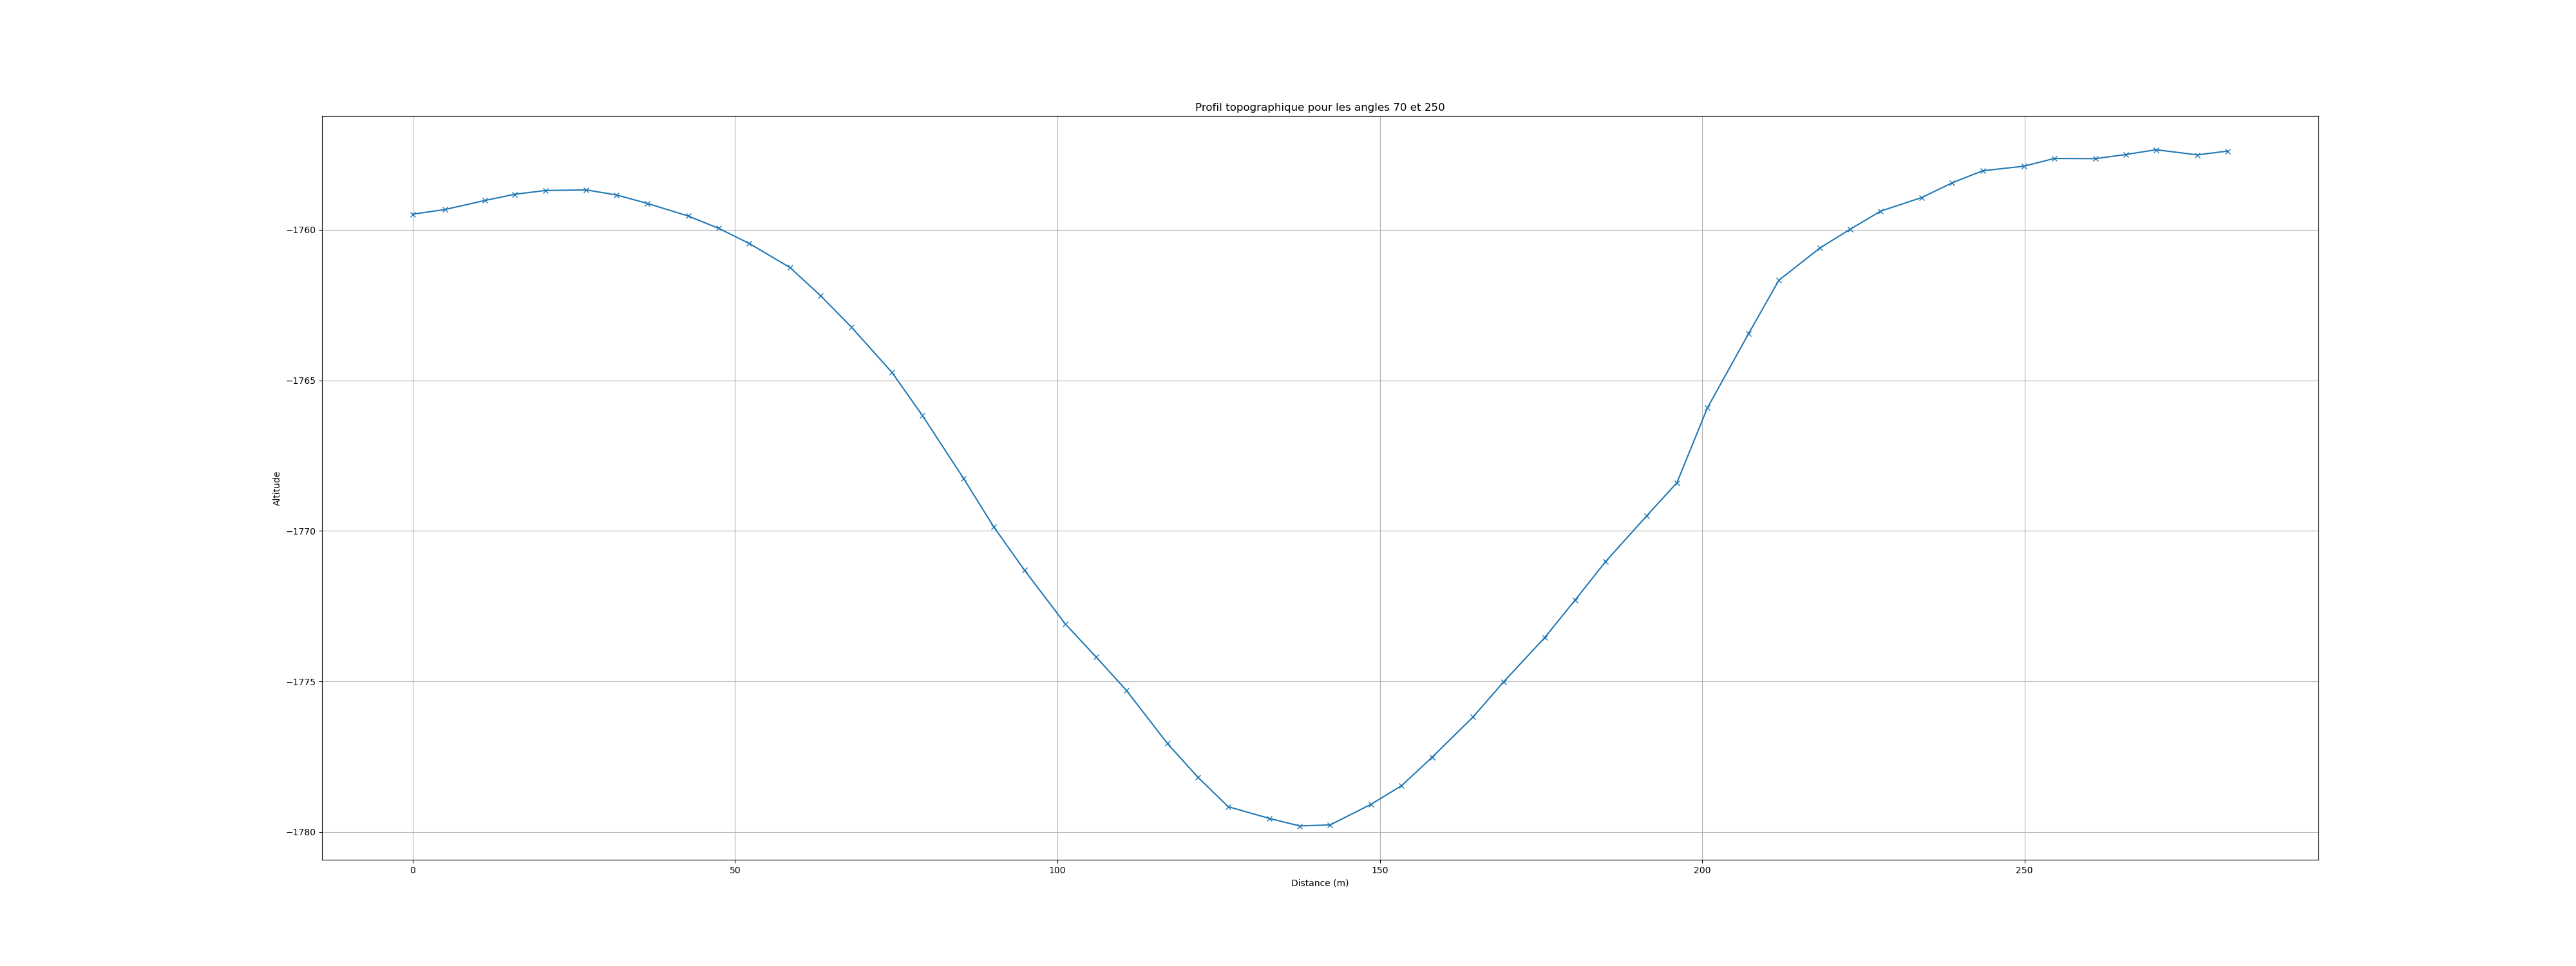 Profil topographique pour les angles 70 et 250
Altitude
−1760
−1765
−1770
−1775
−1780
0 50 100 150 200 250
Distance (m)